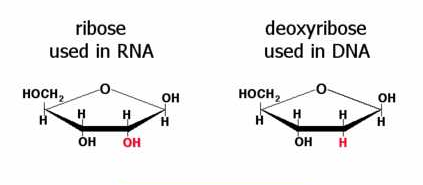 ribose
used in RNA
deoxyribose
used in DNA
HOCH2 O OH
H H H H
OH OH
HOCH2 O OH
H H H H
OH H